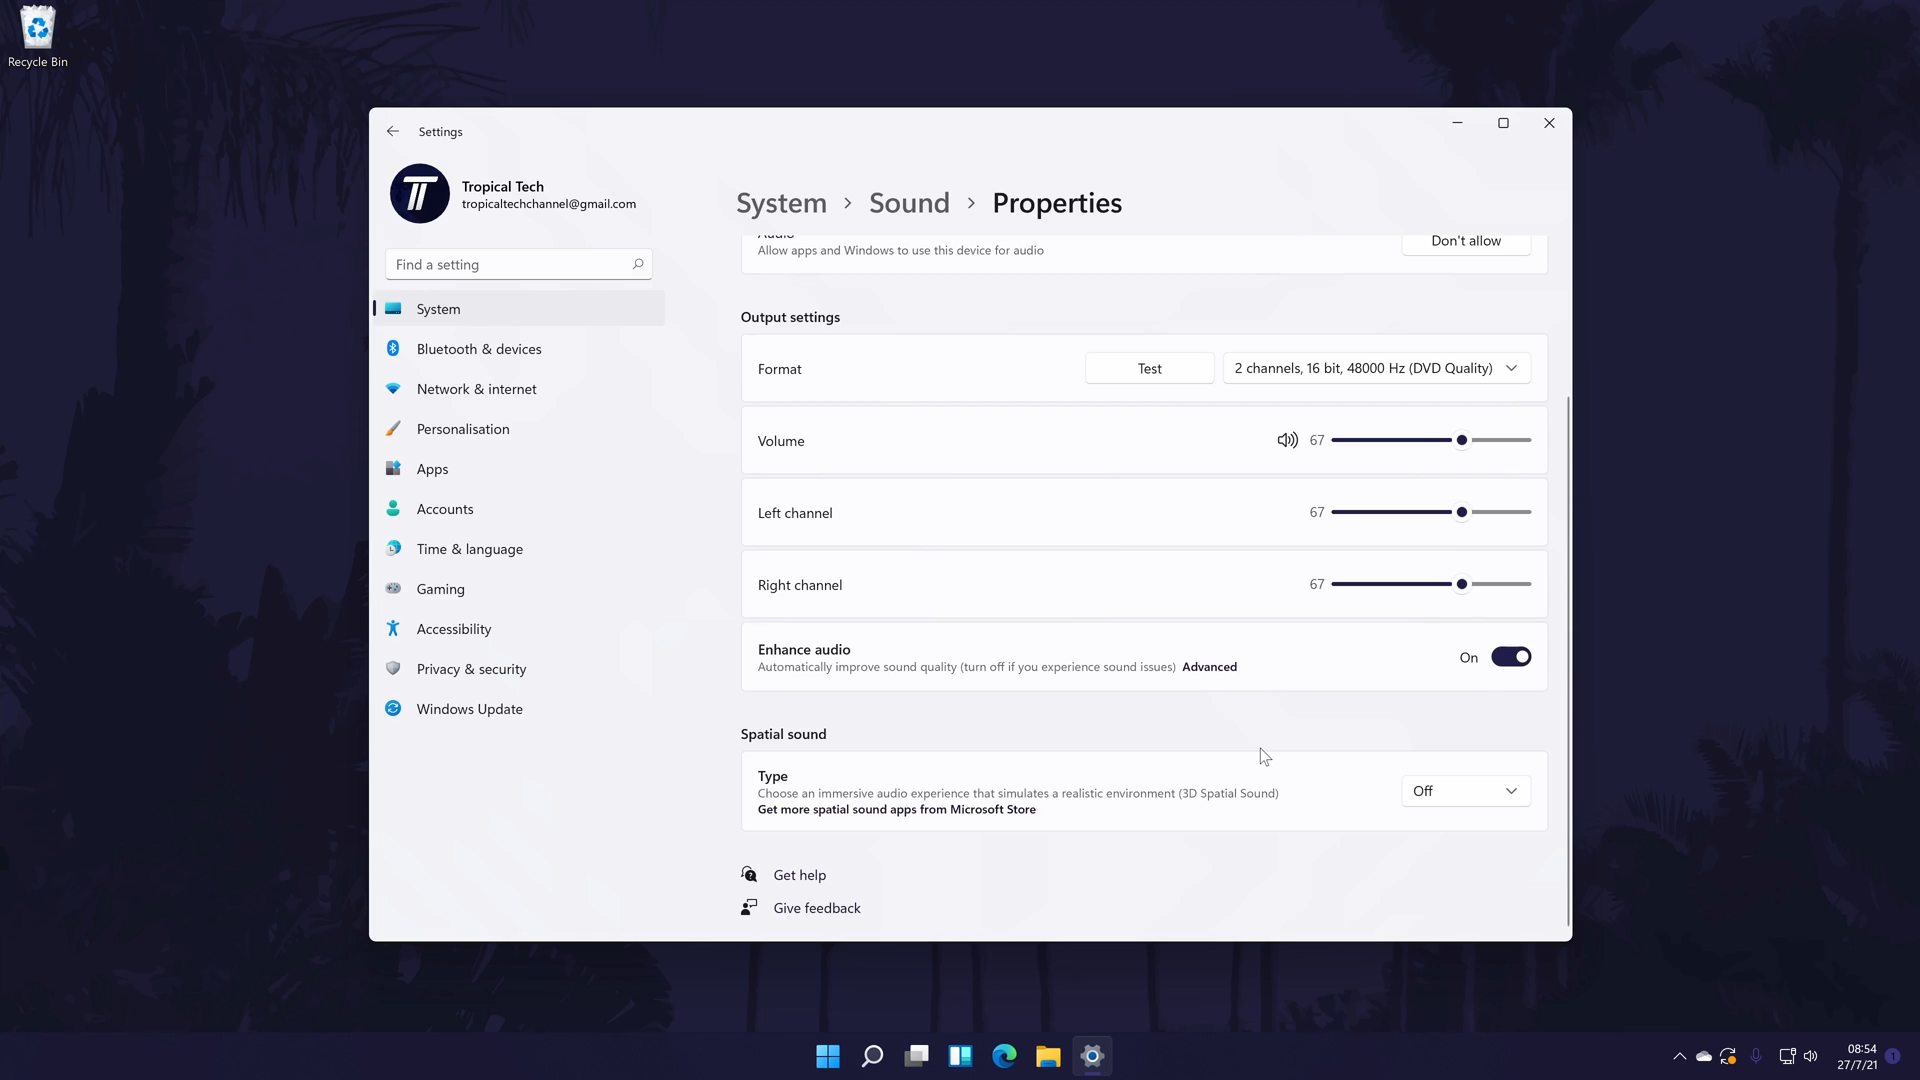 Recycle Bin
Settings
Tropical Tech
tropicaltechchannel@gmail.com
Find a setting
System
Bluetooth & devices
Network & internet
Personalisation
Apps
Accounts
Time & language
Gaming
Accessibility
Privacy & security
Windows Update
System > Sound > Properties
Audio
Allow apps and Windows to use this device for audio
Don't allow
Output settings
Format
Test
2 channels, 16 bit, 48000 Hz (DVD Quality)
Volume
67
Left channel
67
Right channel
67
Enhance audio
Automatically improve sound quality (turn off if you experience sound issues) Advanced
On
Spatial sound
Type
Choose an immersive audio experience that simulates a realistic environment (3D Spatial Sound)
Get more spatial sound apps from Microsoft Store
Off
Get help
Give feedback
08:54
27/7/21
1